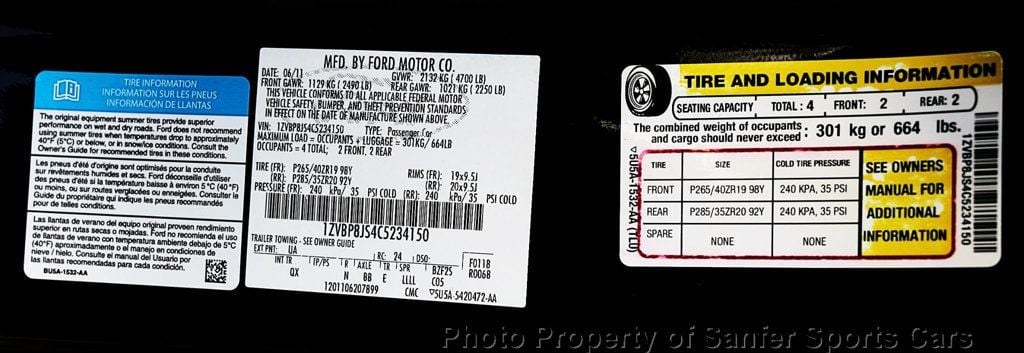 TIRE INFORMATION
INFORMATION SUR LES PNEUS
INFORMACIÓN DE LLANTAS
The original equipment summer tires provide superior
performance on wet and dry roads. Ford does not recommend
using summer tires when temperatures drop to approximately
40°F (5°C) or below, or in snow/ice conditions. Consult the
Owner's Guide for recommended tires in these conditions.
Les pneus d'été d'origine sont optimisés pour la conduite
sur revêtements humides et secs. Ford déconseille d'utiliser
des pneus d'été si la température baisse à environ 5 °C (40 °F)
ou moins, ou sur routes verglacées ou enneigées. Consulter le
Guide du propriétaire qui indique les pneus recommandés
pour de telles conditions.
Las llantas de verano del equipo original proveen rendimiento
superior en rutas secas o mojadas. Ford no recomienda el uso
de llantas de verano con temperatura ambiente debajo de 5°C
(40°F) aproximadamente o el manejo en condiciones de
nieve / hielo. Consulte el manual del Usuario por
las llantas recomendadas para cada condición.
BU5A-1532-AA
MFD. BY FORD MOTOR CO.
DATE: 06/11 GVWR: 2132 KG ( 4700 LB)
FRONT GAWR: 1129 KG ( 2490 LB) REAR GAWR: 1021 KG ( 2250 LB)
THIS VEHICLE CONFORMS TO ALL APPLICABLE FEDERAL MOTOR
VEHICLE SAFETY, BUMPER, AND THEFT PREVENTION STANDARDS
IN EFFECT ON THE DATE OF MANUFACTURE SHOWN ABOVE.
VIN: 1ZVBP8JS4C5234150 TYPE: Passenger Car
MAXIMUM LOAD = OCCUPANTS + LUGGAGE = 301KG/ 664LB
OCCUPANTS = 4 TOTAL; 2 FRONT, 2 REAR
TIRE (FR): P265/40ZR19 98Y RIMS (FR): 19x9.5J
(RR): P285/35ZR20 92Y (RR): 20x9.5J
PRESSURE (FR): 240 kPa/ 35 PSI COLD (RR): 240 kPa/ 35 PSI COLD
1ZVBP8JS4C5234150
TRAILER TOWING - SEE OWNER GUIDE
EXT PNT: UA RC: 24 DSO: F0118
INT TR TP/PS R AXLE TR SPR BZF25 R0068
QX N BB E LLLL C05
1201106207899 CMC ▽5U5A-5420472-AA
TIRE AND LOADING INFORMATION
SEATING CAPACITY TOTAL : 4 FRONT: 2 REAR: 2
The combined weight of occupants
and cargo should never exceed : 301 kg or 664 lbs.
TIRE SIZE COLD TIRE PRESSURE
FRONT P265/40ZR19 98Y 240 KPA, 35 PSI
REAR P285/35ZR20 92Y 240 KPA, 35 PSI
SPARE NONE NONE
SEE OWNERS
MANUAL FOR
ADDITIONAL
INFORMATION
▽5U5A-1532-AA (LLU)
1ZVBP8JS4C5234150
Photo Property of Sanfer Sports Cars